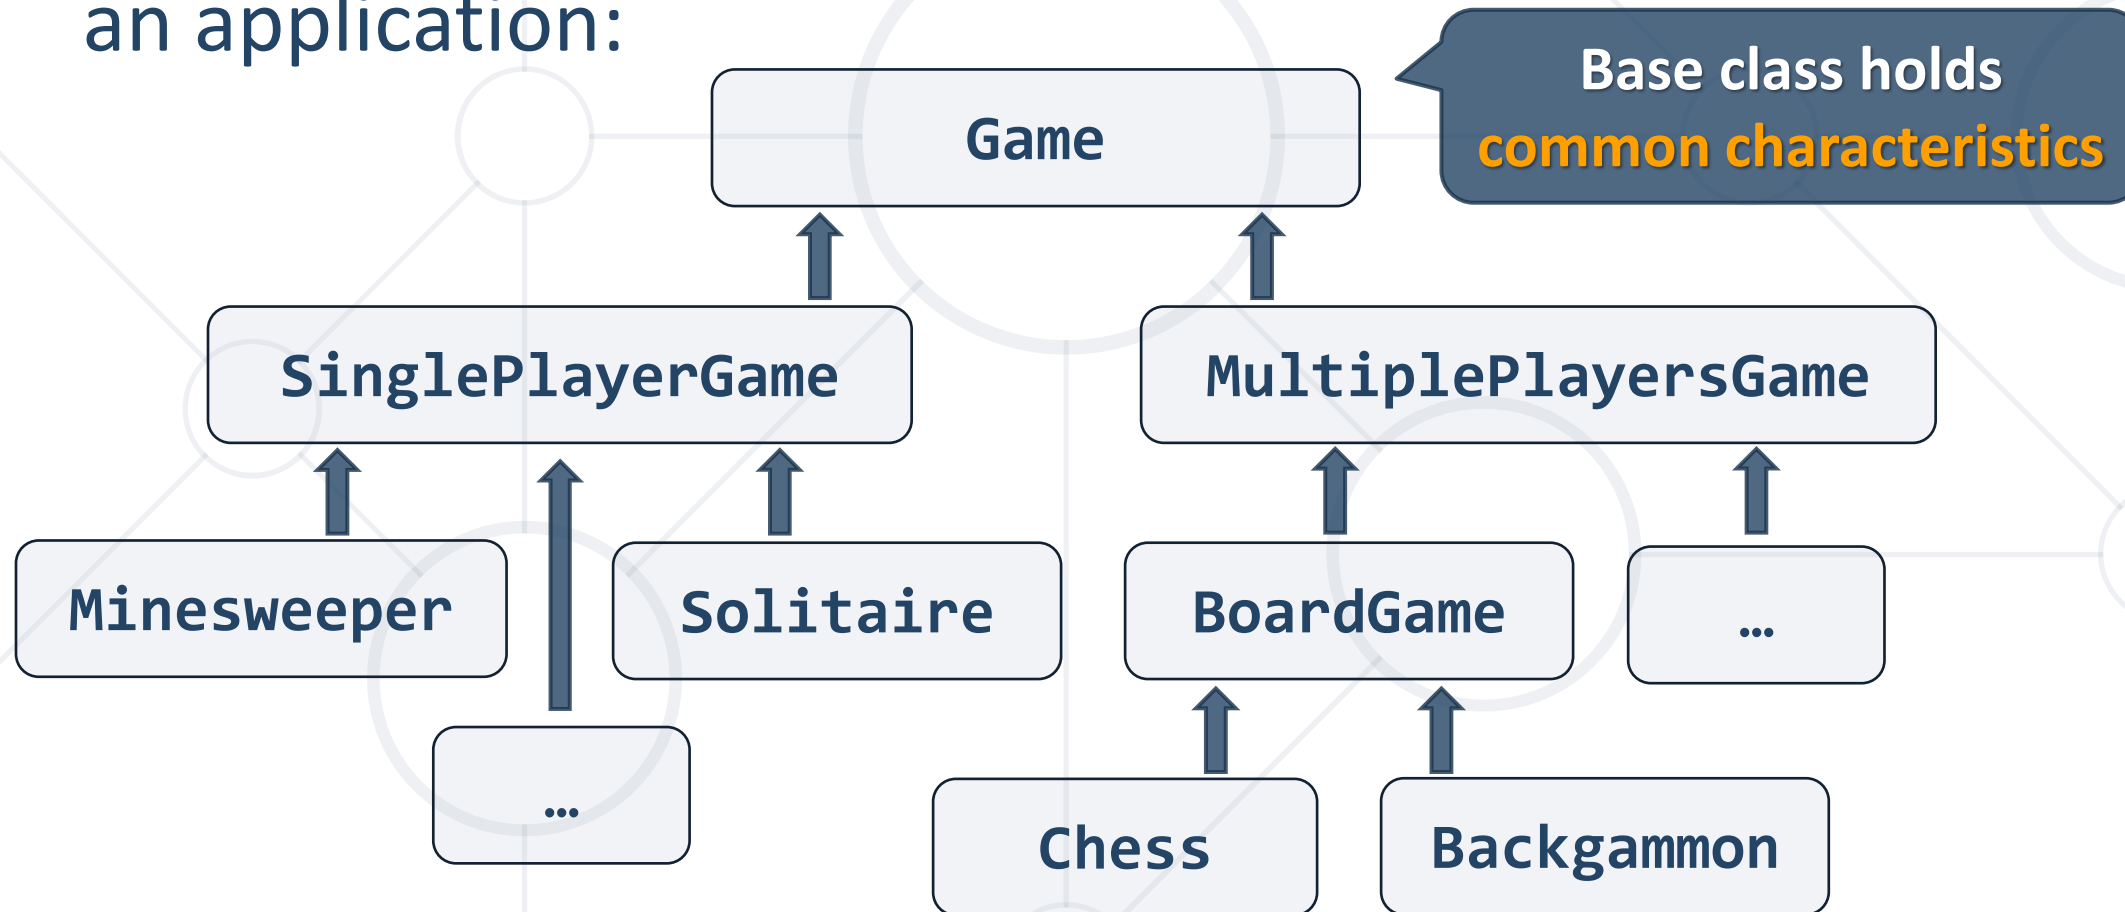 an application:
Base class holds
common characteristics
Game
SinglePlayerGame
MultiplePlayersGame
Minesweeper
Solitaire
BoardGame
…
…
Chess
Backgammon